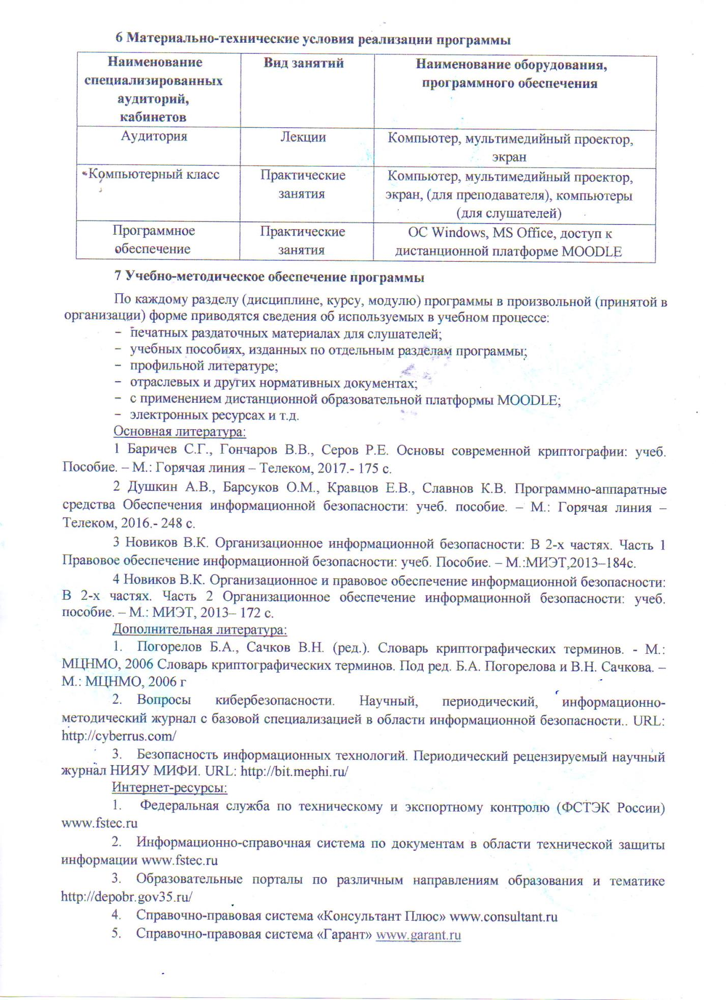 6 Материально-технические условия реализации программы
Наименование
специализированных
аудиторий,
кабинетов
Вид занятий
Наименование оборудования,
программного обеспечения
Аудитория
Лекции
Компьютер, мультимедийный проектор,
экран
Компьютерный класс
Практические
занятия
Компьютер, мультимедийный проектор,
экран, (для преподавателя), компьютеры
(для слушателей)
Программное
обеспечение
Практические
занятия
ОС Windows, MS Office, доступ к
дистанционной платформе MOODLE
7 Учебно-методическое обеспечение программы
По каждому разделу (дисциплине, курсу, модулю) программы в произвольной (принятой в
организации) форме приводятся сведения об используемых в учебном процессе:
– печатных раздаточных материалах для слушателей;
– учебных пособиях, изданных по отдельным разделам программы;
– профильной литературе;
– отраслевых и других нормативных документах;
– с применением дистанционной образовательной платформы MOODLE;
– электронных ресурсах и т.д.
Основная литература:
1 Баричев С.Г., Гончаров В.В., Серов Р.Е. Основы современной криптографии: учеб.
Пособие. – М.: Горячая линия – Телеком, 2017.- 175 с.
2 Душкин А.В., Барсуков О.М., Кравцов Е.В., Славнов К.В. Программно-аппаратные
средства Обеспечения информационной безопасности: учеб. пособие. – М.: Горячая линия –
Телеком, 2016.- 248 с.
3 Новиков В.К. Организационное информационной безопасности: В 2-х частях. Часть 1
Правовое обеспечение информационной безопасности: учеб. Пособие. – М.:МИЭТ,2013–184с.
4 Новиков В.К. Организационное и правовое обеспечение информационной безопасности:
В 2-х частях. Часть 2 Организационное обеспечение информационной безопасности: учеб.
пособие. – М.: МИЭТ, 2013– 172 с.
Дополнительная литература:
1. Погорелов Б.А., Сачков В.Н. (ред.). Словарь криптографических терминов. - М.:
МЦНМО, 2006 Словарь криптографических терминов. Под ред. Б.А. Погорелова и В.Н. Сачкова. –
М.: МЦНМО, 2006 г
2. Вопросы кибербезопасности. Научный, периодический, информационно-
методический журнал с базовой специализацией в области информационной безопасности.. URL:
http://cyberrus.com/
3. Безопасность информационных технологий. Периодический рецензируемый научный
журнал НИЯУ МИФИ. URL: http://bit.mephi.ru/
Интернет-ресурсы:
1. Федеральная служба по техническому и экспортному контролю (ФСТЭК России)
www.fstec.ru
2. Информационно-справочная система по документам в области технической защиты
информации www.fstec.ru
3. Образовательные порталы по различным направлениям образования и тематике
http://depobr.gov35.ru/
4. Справочно-правовая система «Консультант Плюс» www.consultant.ru
5. Справочно-правовая система «Гарант» www.garant.ru